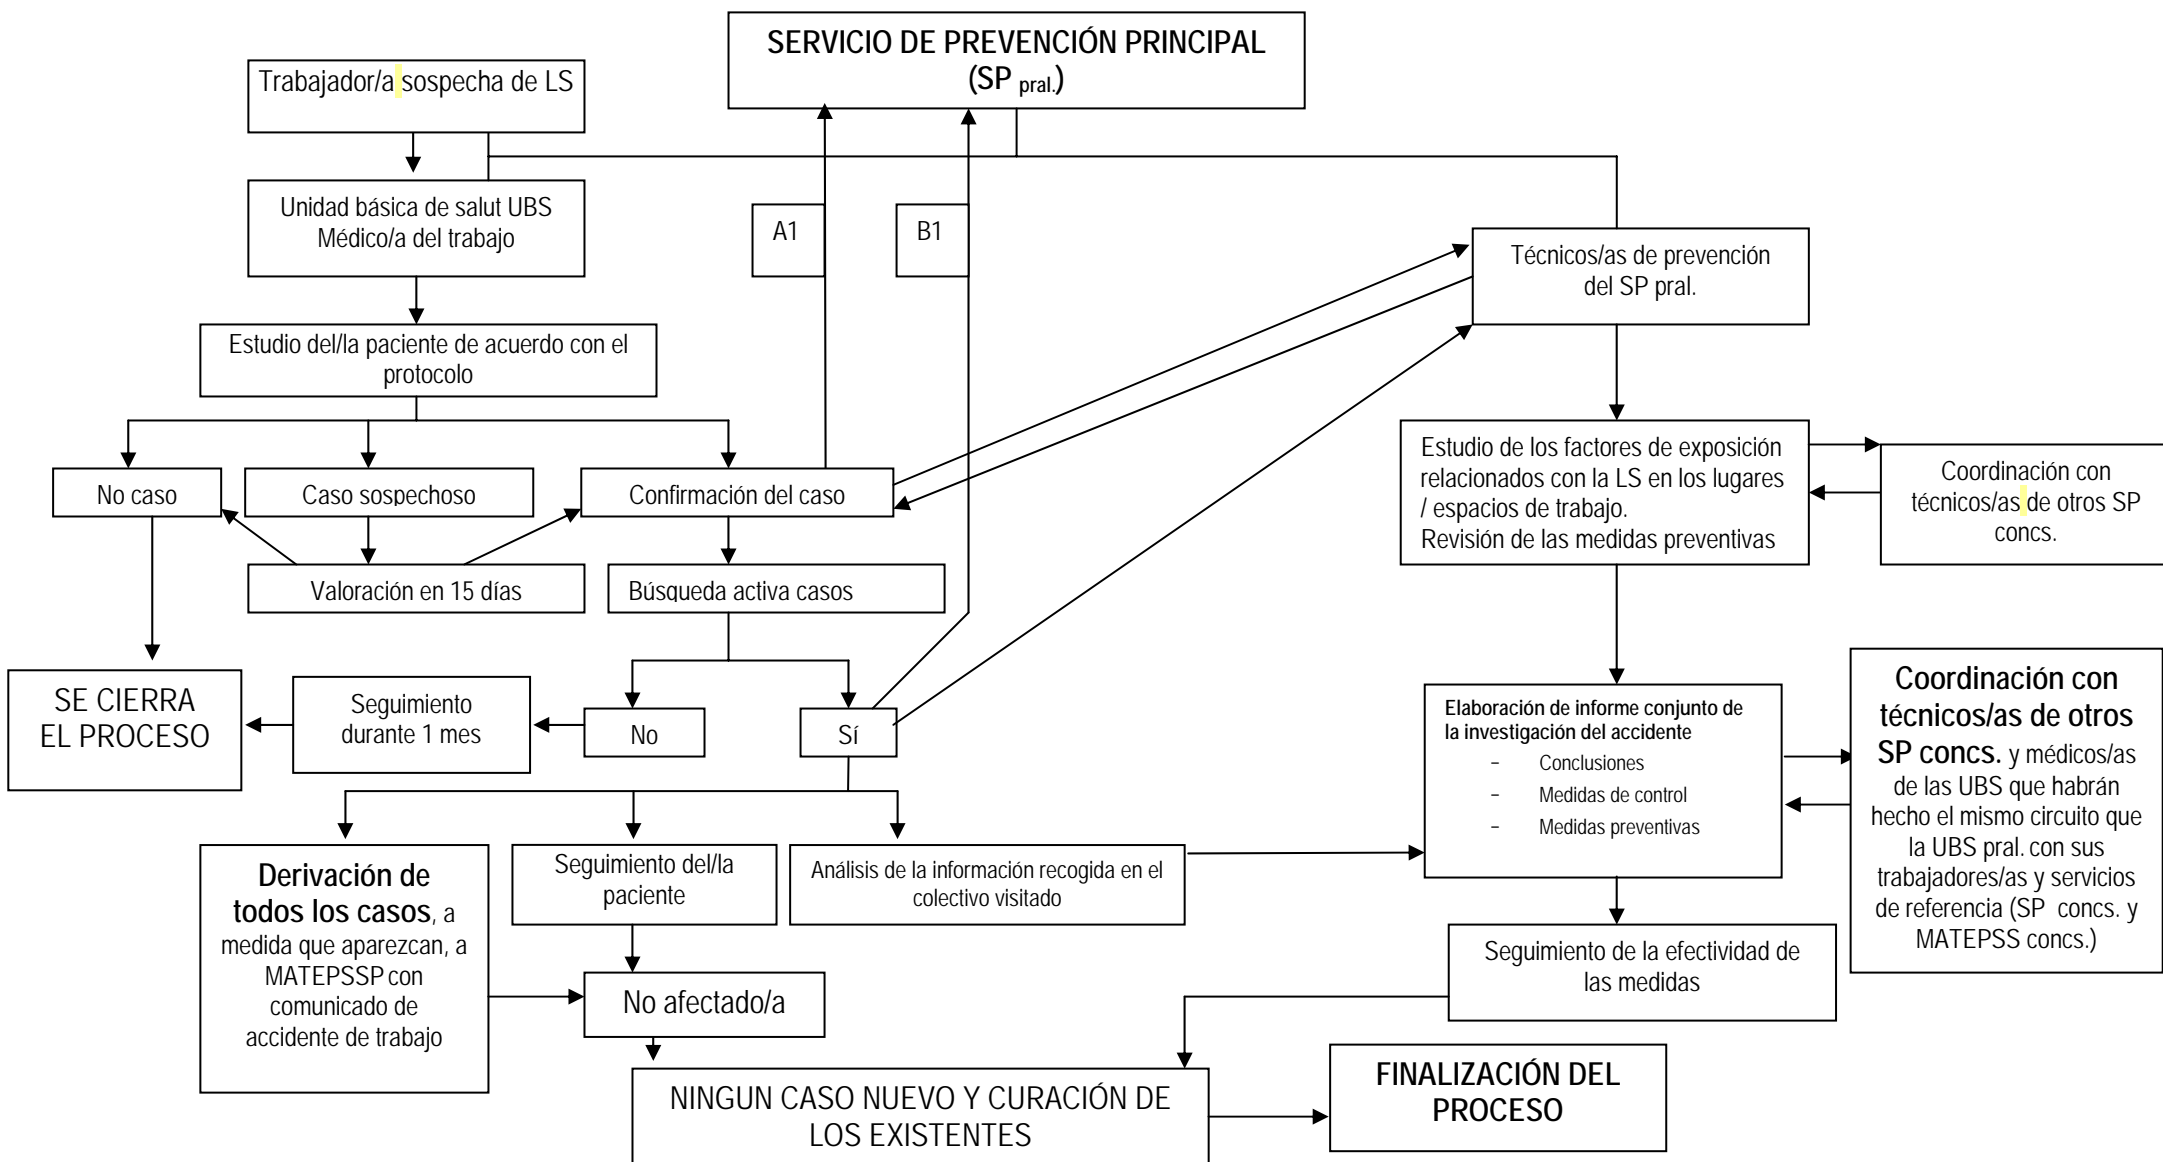 SERVICIO DE PREVENCIÓN PRINCIPAL
(SP pral.)
Trabajador/a sospecha de LS
Unidad básica de salut UBS
Médico/a del trabajo
A1
B1
Técnicos/as de prevención
del SP pral.
Estudio del/la paciente de acuerdo con el
protocolo
No caso
Caso sospechoso
Confirmación del caso
Estudio de los factores de exposición
relacionados con la LS en los lugares
/ espacios de trabajo.
Revisión de las medidas preventivas
Coordinación con
técnicos/as de otros SP
concs.
Valoración en 15 días
Búsqueda activa casos
SE CIERRA
EL PROCESO
Seguimiento
durante 1 mes
No
Sí
Elaboración de informe conjunto de
la investigación del accidente
- Conclusiones
- Medidas de control
- Medidas preventivas
Coordinación con
técnicos/as de otros
SP concs. y médicos/as
de las UBS que habrán
hecho el mismo circuito que
la UBS pral. con sus
trabajadores/as y servicios
de referencia (SP concs. y
MATEPSS concs.)
Derivación de
todos los casos, a
medida que aparezcan, a
MATEPSSP con
comunicado de
accidente de trabajo
Seguimiento del/la
paciente
Análisis de la información recogida en el
colectivo visitado
No afectado/a
Seguimiento de la efectividad de
las medidas
NINGUN CASO NUEVO Y CURACIÓN DE
LOS EXISTENTES
FINALIZACIÓN DEL
PROCESO